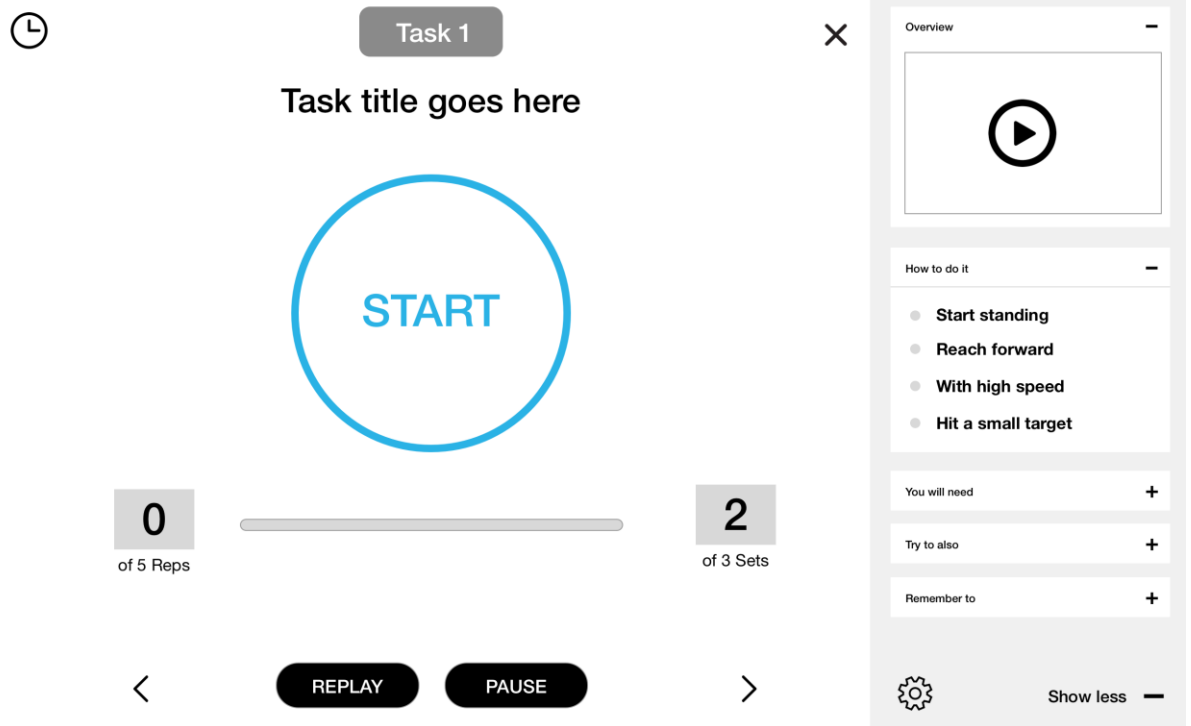 Task 1
Task title goes here
START
0
of 5 Reps
2
of 3 Sets
REPLAY
PAUSE
Overview
How to do it
Start standing
Reach forward
With high speed
Hit a small target
You will need
Try to also
Remember to
Show less